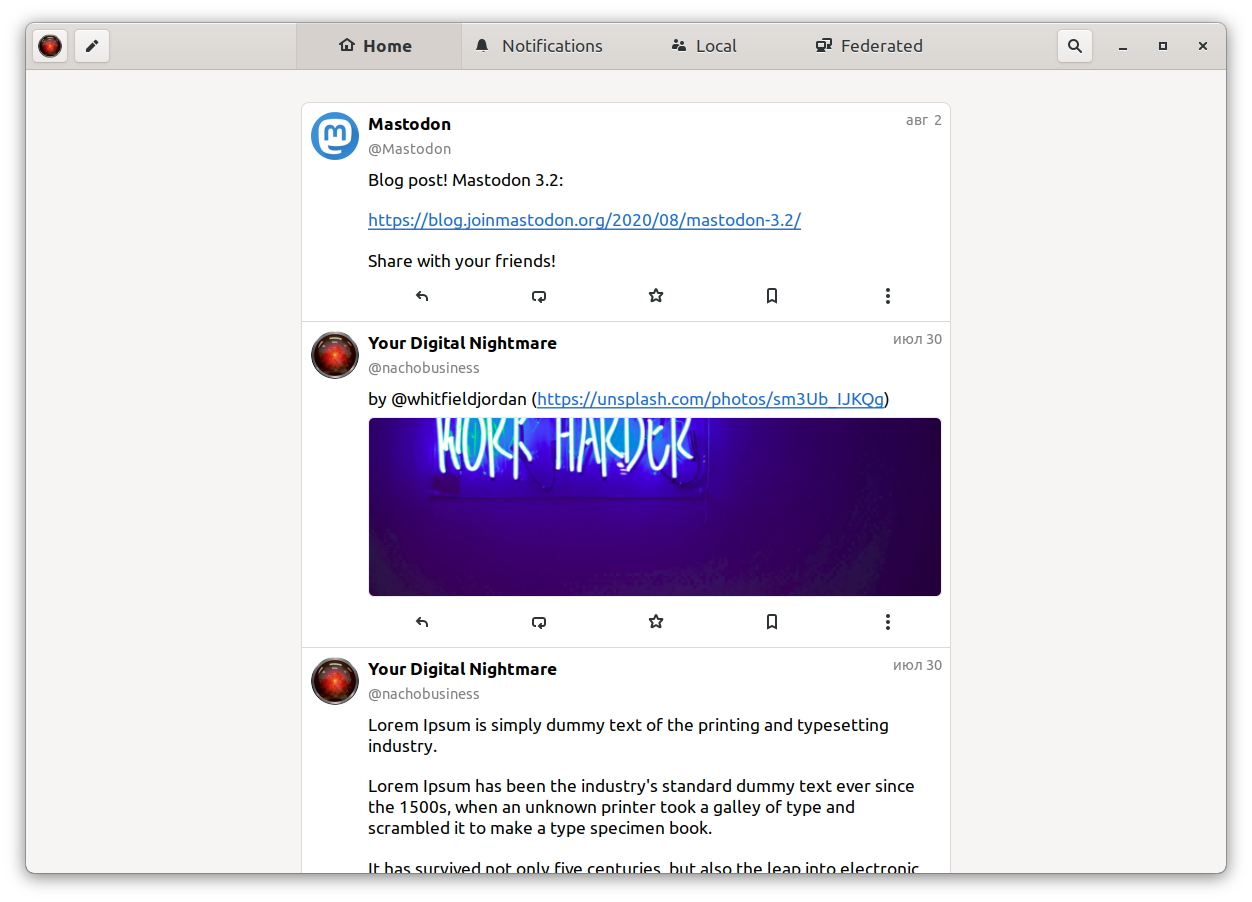 Home Notifications Local Federated
Mastodon авг 2
@Mastodon
Blog post! Mastodon 3.2:
https://blog.joinmastodon.org/2020/08/mastodon-3.2/
Share with your friends!
Your Digital Nightmare июл 30
@nachobusiness
by @whitfieldjordan (https://unsplash.com/photos/sm3Ub_IJKQg)
WORK HARDER
Your Digital Nightmare июл 30
@nachobusiness
Lorem Ipsum is simply dummy text of the printing and typesetting
industry.
Lorem Ipsum has been the industry's standard dummy text ever since
the 1500s, when an unknown printer took a galley of type and
scrambled it to make a type specimen book.
It has survived not only five centuries, but also the leap into electronic